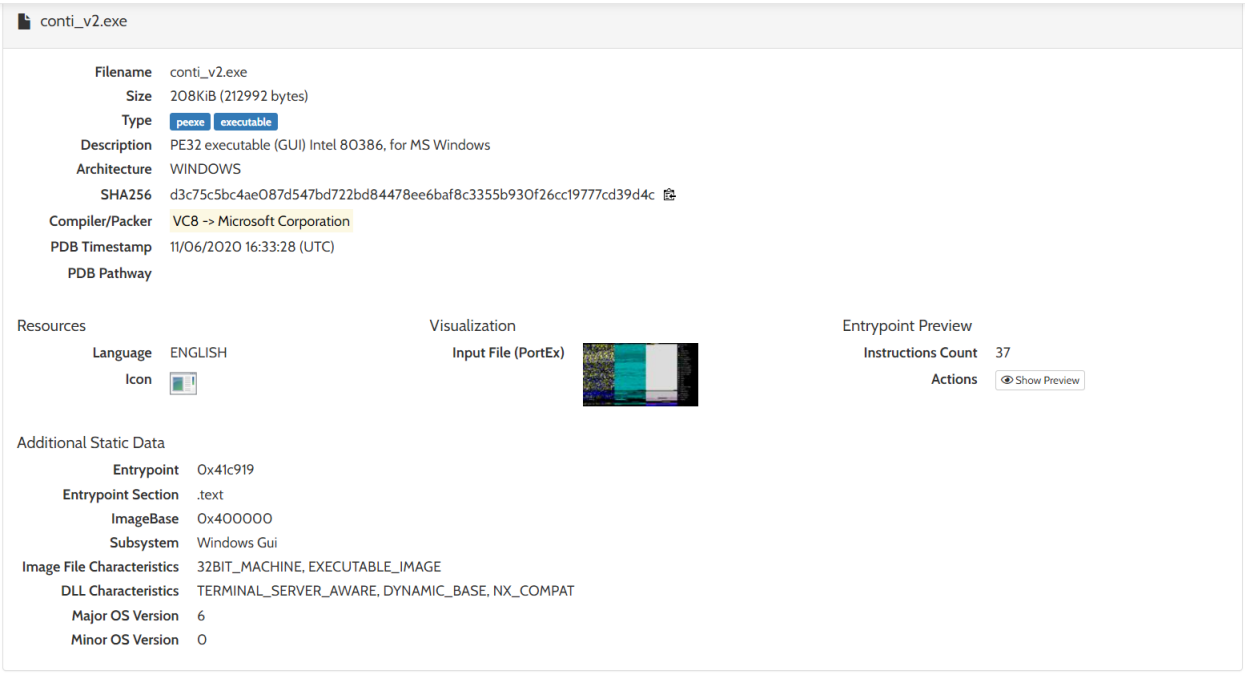 conti_v2.exe
Filename conti_v2.exe
Size 208KiB (212992 bytes)
Type peexe executable
Description PE32 executable (GUI) Intel 80386, for MS Windows
Architecture WINDOWS
SHA256 d3c75c5bc4ae087d547bd722bd84478ee6baf8c3355b930f26cc19777cd39d4c
Compiler/Packer VC8 -> Microsoft Corporation
PDB Timestamp 11/06/2020 16:33:28 (UTC)
PDB Pathway
Resources
Language ENGLISH
Icon
Visualization
Input File (PortEx)
Entrypoint Preview
Instructions Count 37
Actions Show Preview
Additional Static Data
Entrypoint 0x41c919
Entrypoint Section .text
ImageBase 0x400000
Subsystem Windows Gui
Image File Characteristics 32BIT_MACHINE, EXECUTABLE_IMAGE
DLL Characteristics TERMINAL_SERVER_AWARE, DYNAMIC_BASE, NX_COMPAT
Major OS Version 6
Minor OS Version 0